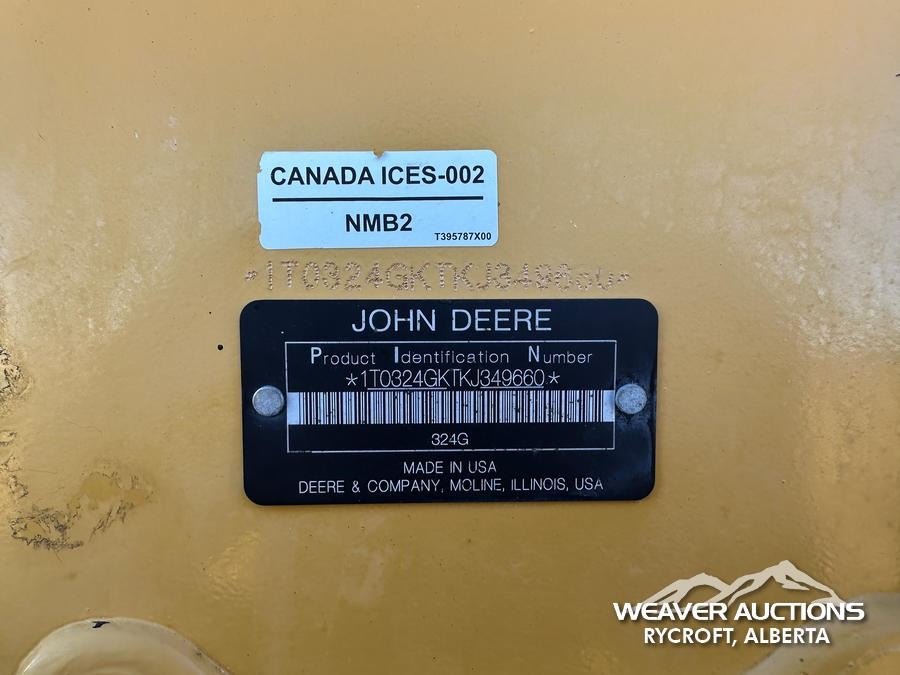 CANADA ICES-002
NMB2
T395787X00
*1T0324GKTKJ349660*
JOHN DEERE
Product Identification Number
*1T0324GKTKJ349660*
324G
MADE IN USA
DEERE & COMPANY, MOLINE, ILLINOIS, USA
WEAVER AUCTIONS
RYCROFT, ALBERTA